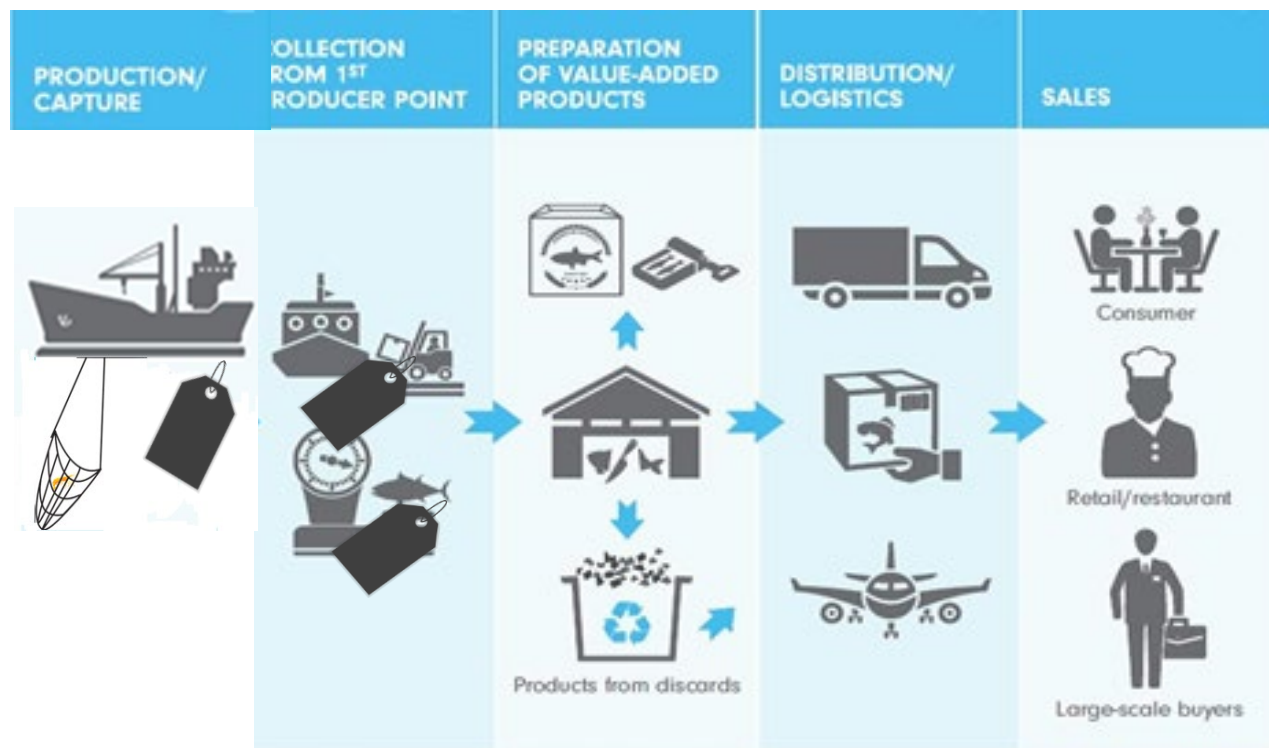 PRODUCTION/
CAPTURE
OLLECTION
ROM 1ST
RODUCER POINT
PREPARATION
OF VALUE-ADDED
PRODUCTS
DISTRIBUTION/
LOGISTICS
SALES
Consumer
Retail/restaurant
Large-scale buyers
Products from discards